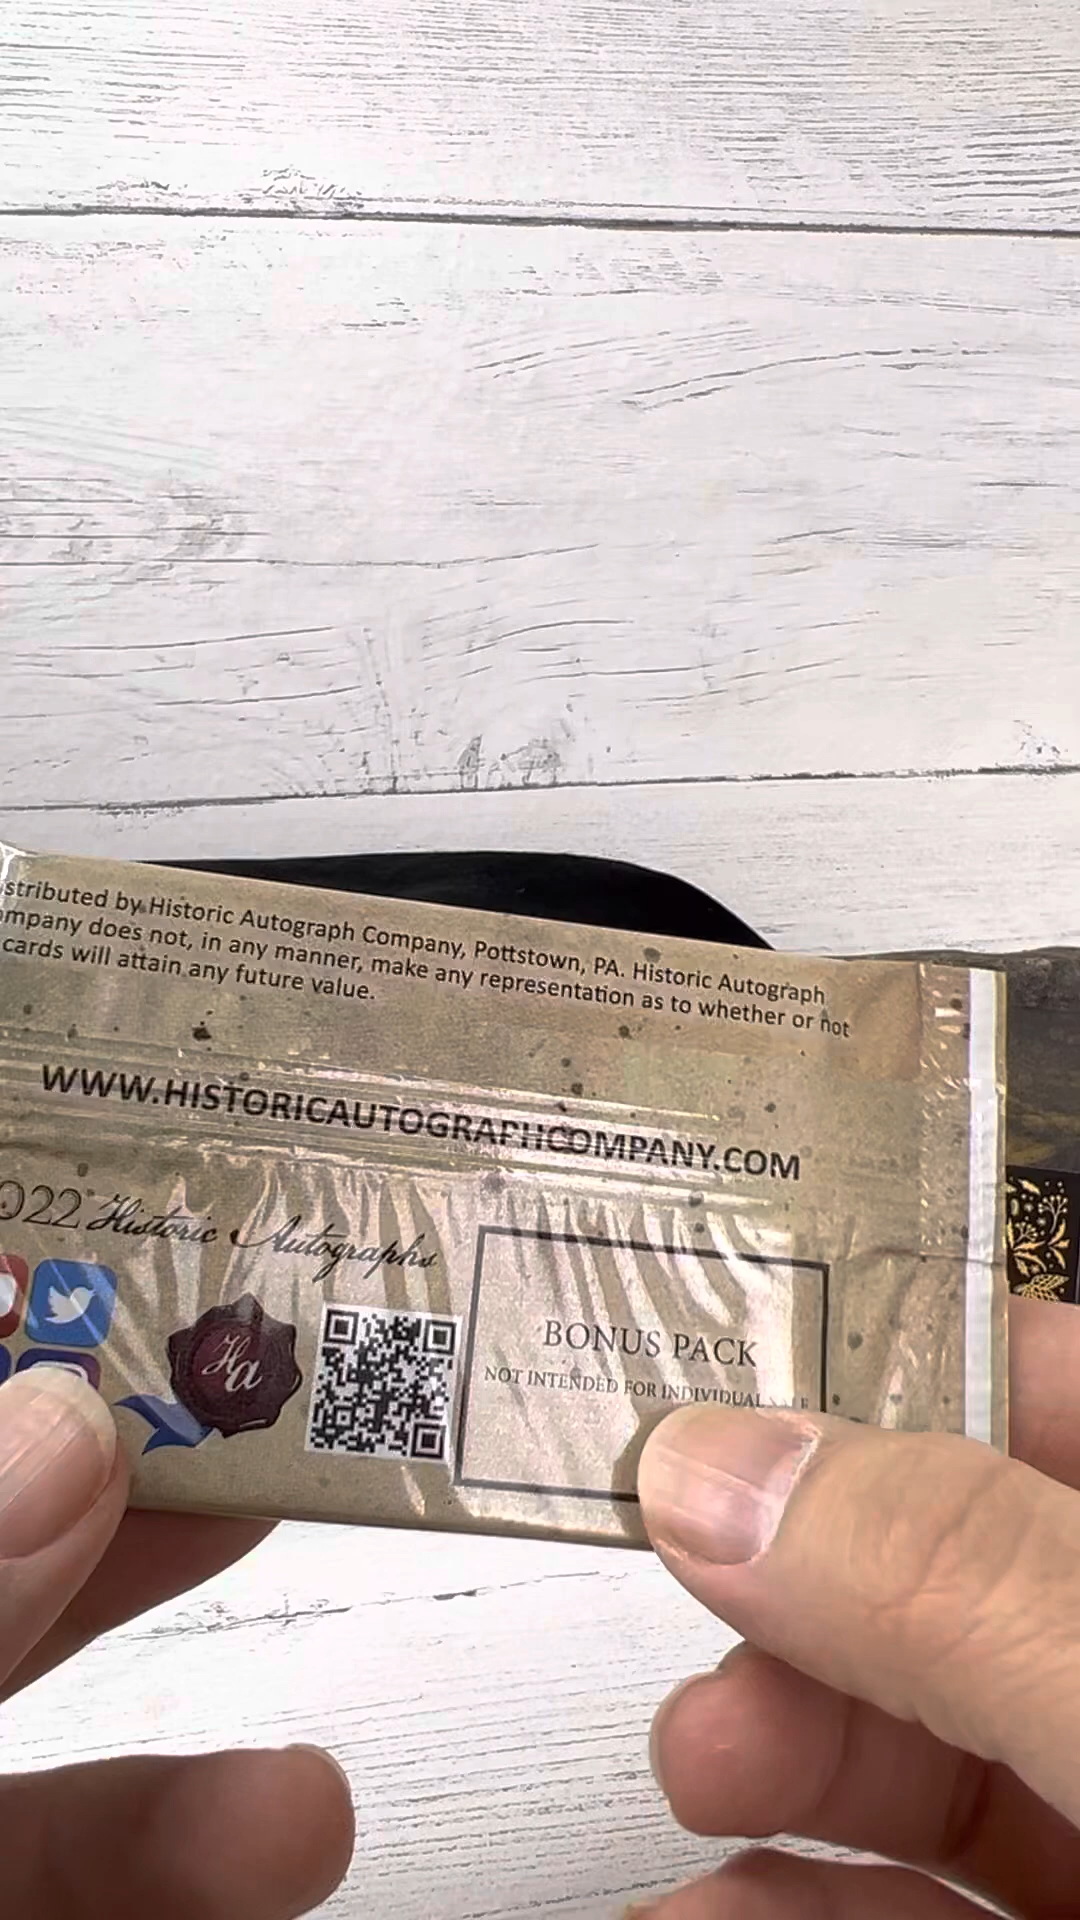 stributed by Historic Autograph Company, Pottstown, PA. Historic Autograph
ompany does not, in any manner, make any representation as to whether or not
cards will attain any future value.
WWW.HISTORICAUTOGRAPHCOMPANY.COM
2022 Historic Autographs
Ha
BONUS PACK
NOT INTENDED FOR INDIVIDUAL